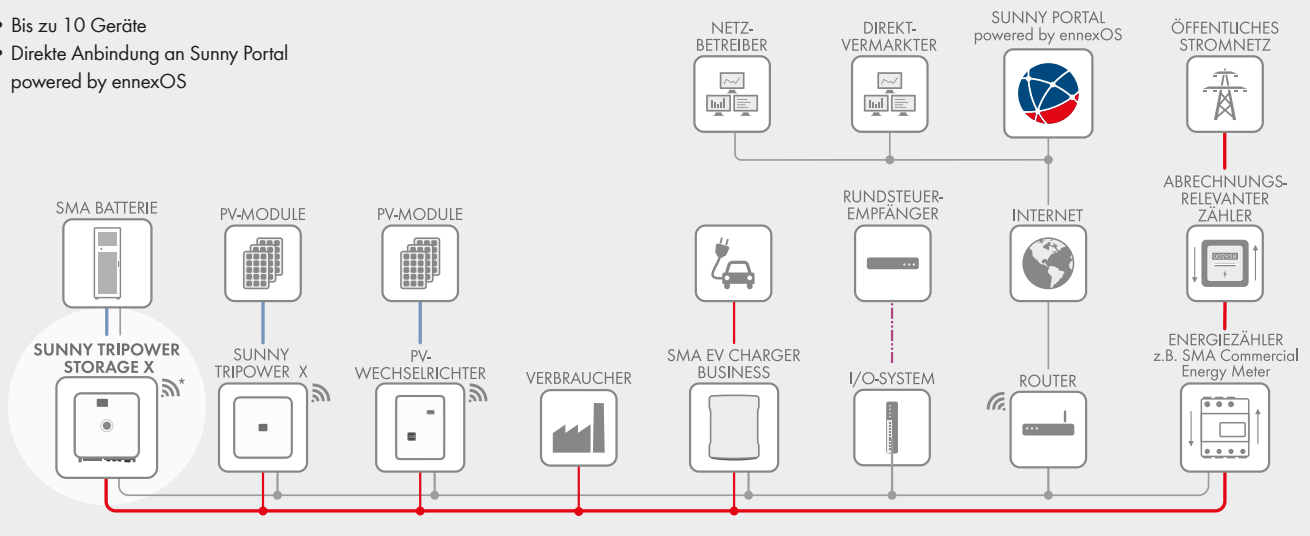 • Bis zu 10 Geräte
• Direkte Anbindung an Sunny Portal
powered by ennexOS
NETZ-
BETREIBER
DIREKT-
VERMARKTER
SUNNY PORTAL
powered by ennexOS
ÖFFENTLICHES
STROMNETZ
SMA BATTERIE
PV-MODULE
PV-MODULE
RUNDSTEUER-
EMPFÄNGER
INTERNET
ABRECHNUNGS-
RELEVANTER
ZÄHLER
002938
SUNNY TRIPOWER
STORAGE X
*
SUNNY
TRIPOWER X
PV-
WECHSELRICHTER
VERBRAUCHER
SMA EV CHARGER
BUSINESS
I/O-SYSTEM
ROUTER
ENERGIEZÄHLER
z.B. SMA Commercial
Energy Meter